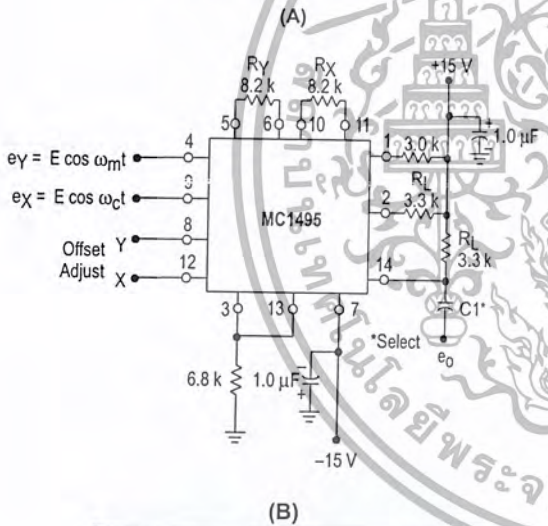 (A)
RY
8.2 k
RX
8.2 k
+15 V
5
6
10
11
+
1.0 µF
eY = E cos ωmt
4
1
3.0 k
eX = E cos ωct
9
MC1495
2
RL
3.3 k
Offset
Adjust
Y
8
X
12
RL
3.3 k
14
3
13
7
C1*
*Select
eo
6.8 k
1.0 µF
–
+
–15 V
(B)